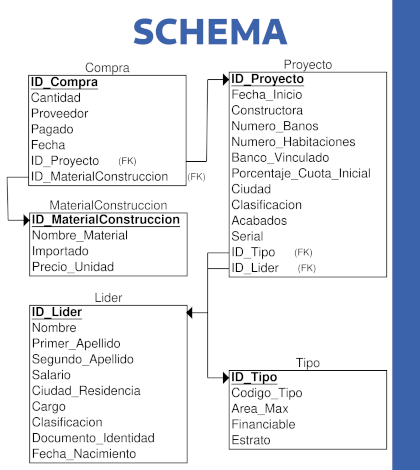 SCHEMA
Compra
ID_Compra
Cantidad
Proveedor
Pagado
Fecha
ID_Proyecto (FK)
ID_MaterialConstruccion (FK)
Proyecto
ID_Proyecto
Fecha_Inicio
Constructora
Numero_Banos
Numero_Habitaciones
Banco_Vinculado
Porcentaje_Cuota_Inicial
Ciudad
Clasificacion
Acabados
Serial
ID_Tipo (FK)
ID_Lider (FK)
MaterialConstruccion
ID_MaterialConstruccion
Nombre_Material
Importado
Precio_Unidad
Lider
ID_Lider
Nombre
Primer_Apellido
Segundo_Apellido
Salario
Ciudad_Residencia
Cargo
Clasificacion
Documento_Identidad
Fecha_Nacimiento
Tipo
ID_Tipo
Codigo_Tipo
Area_Max
Financiable
Estrato